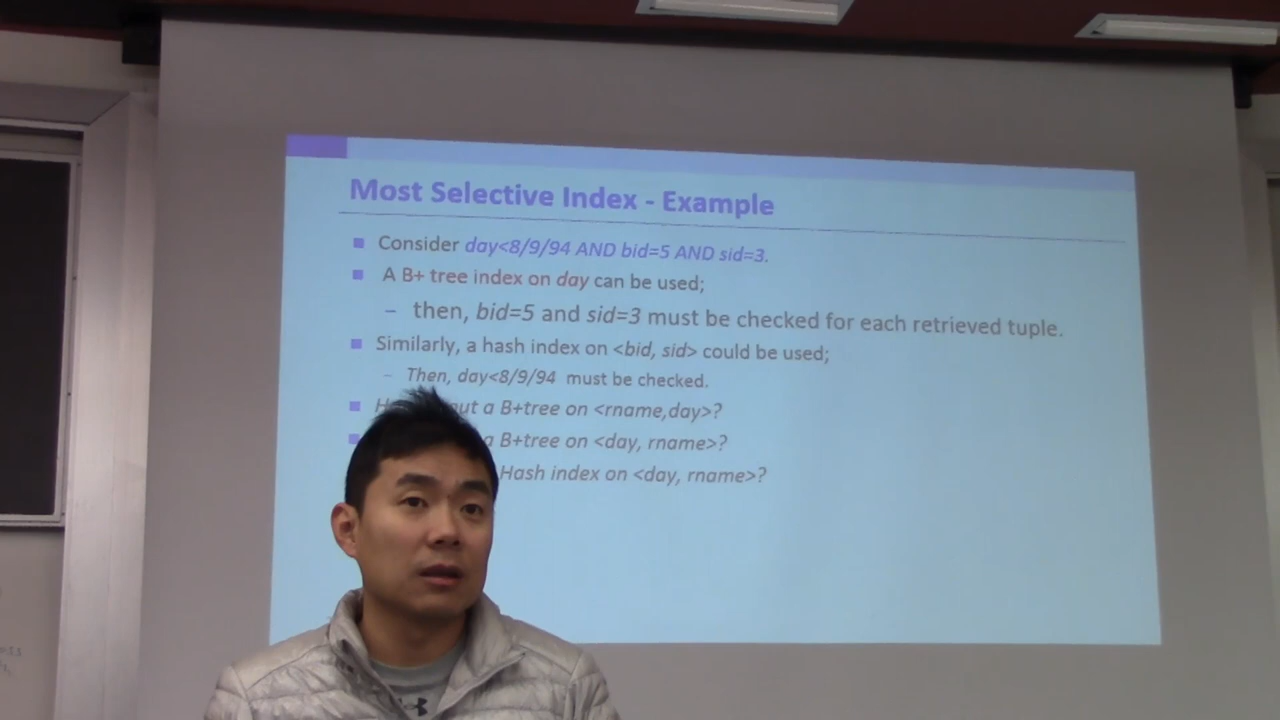 Most Selective Index - Example
Consider day<8/9/94 AND bid=5 AND sid=3.
A B+ tree index on day can be used;
– then, bid=5 and sid=3 must be checked for each retrieved tuple.
Similarly, a hash index on <bid, sid> could be used;
– Then, day<8/9/94 must be checked.
a B+tree on <rname,day>?
a B+tree on <day, rname>?
Hash index on <day, rname>?